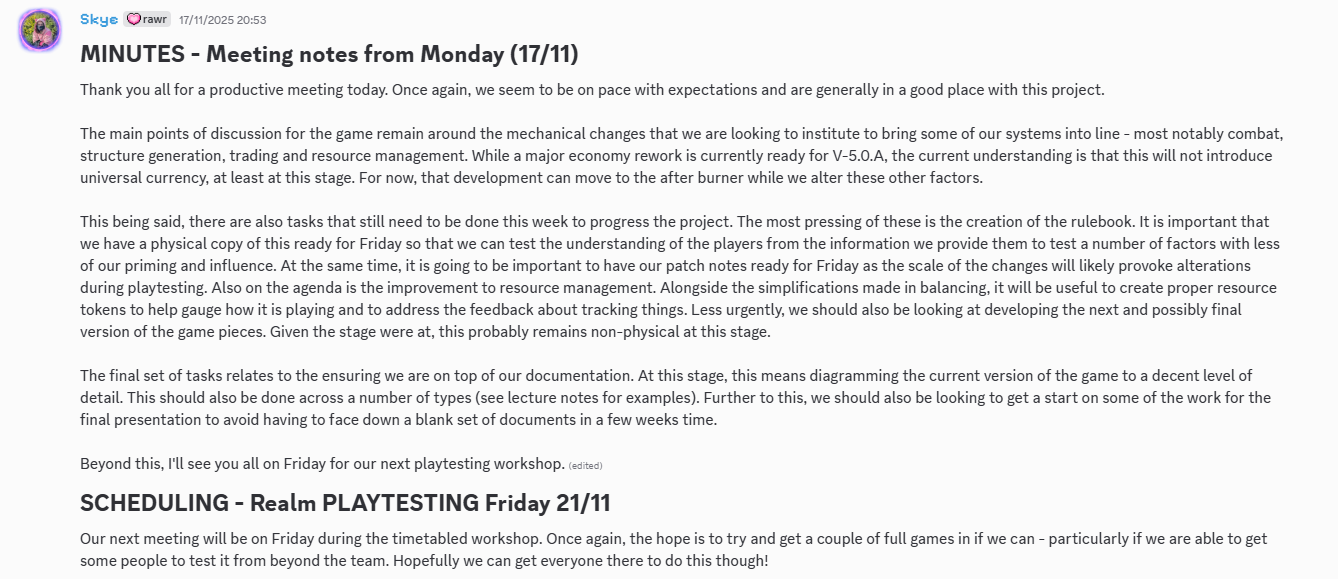 Skye rawr 17/11/2025 20:53
MINUTES - Meeting notes from Monday (17/11)
Thank you all for a productive meeting today. Once again, we seem to be on pace with expectations and are generally in a good place with this project.
The main points of discussion for the game remain around the mechanical changes that we are looking to institute to bring some of our systems into line - most notably combat,
structure generation, trading and resource management. While a major economy rework is currently ready for V-5.0.A, the current understanding is that this will not introduce
universal currency, at least at this stage. For now, that development can move to the after burner while we alter these other factors.
This being said, there are also tasks that still need to be done this week to progress the project. The most pressing of these is the creation of the rulebook. It is important that
we have a physical copy of this ready for Friday so that we can test the understanding of the players from the information we provide them to test a number of factors with less
of our priming and influence. At the same time, it is going to be important to have our patch notes ready for Friday as the scale of the changes will likely provoke alterations
during playtesting. Also on the agenda is the improvement to resource management. Alongside the simplifications made in balancing, it will be useful to create proper resource
tokens to help gauge how it is playing and to address the feedback about tracking things. Less urgently, we should also be looking at developing the next and possibly final
version of the game pieces. Given the stage were at, this probably remains non-physical at this stage.
The final set of tasks relates to the ensuring we are on top of our documentation. At this stage, this means diagramming the current version of the game to a decent level of
detail. This should also be done across a number of types (see lecture notes for examples). Further to this, we should also be looking to get a start on some of the work for the
final presentation to avoid having to face down a blank set of documents in a few weeks time.
Beyond this, I'll see you all on Friday for our next playtesting workshop. (edited)
SCHEDULING - Realm PLAYTESTING Friday 21/11
Our next meeting will be on Friday during the timetabled workshop. Once again, the hope is to try and get a couple of full games in if we can - particularly if we are able to get
some people to test it from beyond the team. Hopefully we can get everyone there to do this though!